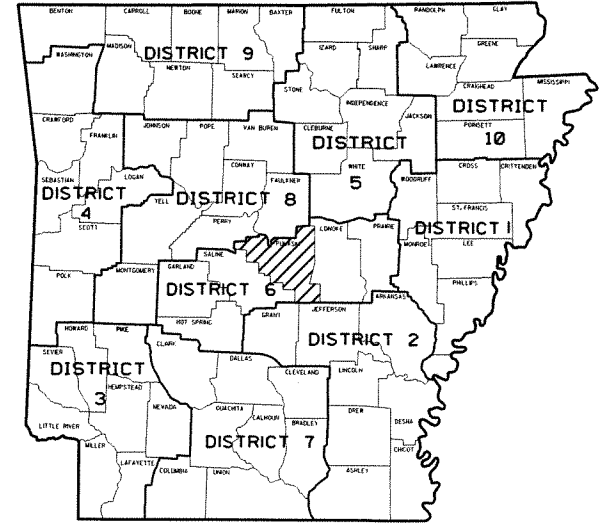 BENTON CARROLL BOONE MARION BAXTER FULTON RANDOLPH CLAY
WASHINGTON MADISON DISTRICT 9 IZARD SHARP GREENE
NEWTON SEARCY STONE LAWRENCE
CRAIGHEAD MISSISSIPPI
INDEPENDENCE JACKSON DISTRICT
CRAWFORD FRANKLIN JOHNSON POPE VAN BUREN CLEBURNE POINSETT 10
DISTRICT
CONWAY WHITE CROSS CRITTENDEN
SEBASTIAN LOGAN FAULKNER 5 WOODRUFF
DISTRICT DISTRICT 8
4 YELL ST. FRANCIS
SCOTT PERRY LONOKE PRAIRIE DISTRICT 1
PULASKI MONROE LEE
POLK MONTGOMERY GARLAND SALINE
DISTRICT 6 PHILLIPS
ARKANSAS
HOT SPRING GRANT JEFFERSON
HOWARD PIKE CLARK DISTRICT 2
SEVIER DALLAS
DISTRICT CLEVELAND LINCOLN
3 HEMPSTEAD
NEVADA OUACHITA CALHOUN BRADLEY DREW DESHA
LITTLE RIVER
MILLER DISTRICT 7 CHICOT
LAFAYETTE COLUMBIA UNION ASHLEY